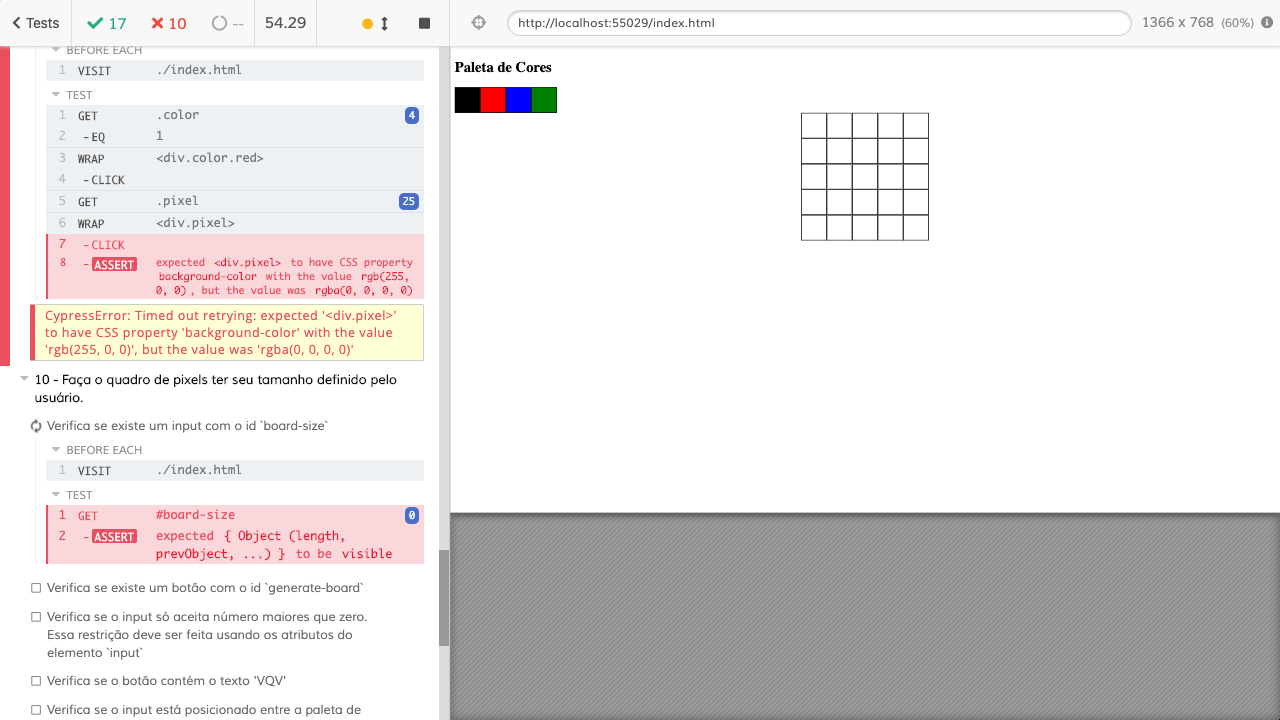 Tests
17
10
--
54.29
http://localhost:55029/index.html
1366 x 768 (60%)
BEFORE EACH
1 VISIT ./index.html
TEST
1 GET .color 4
2 -EQ 1
3 WRAP <div.color.red>
4 -CLICK
5 GET .pixel 25
6 WRAP <div.pixel>
7 -CLICK
8 -ASSERT expected <div.pixel> to have CSS property
background-color with the value rgb(255,
0, 0), but the value was rgba(0, 0, 0, 0)
CypressError: Timed out retrying: expected '<div.pixel>'
to have CSS property 'background-color' with the value
'rgb(255, 0, 0)', but the value was 'rgba(0, 0, 0, 0)'
10 - Faça o quadro de pixels ter seu tamanho definido pelo
usuário.
Verifica se existe um input com o id `board-size`
BEFORE EACH
1 VISIT ./index.html
TEST
1 GET #board-size 0
2 -ASSERT expected { Object (length,
prevObject, ...) } to be visible
Verifica se existe um botão com o id `generate-board`
Verifica se o input só aceita número maiores que zero.
Essa restrição deve ser feita usando os atributos do
elemento `input`
Verifica se o botão contém o texto 'VQV'
Verifica se o input está posicionado entre a paleta de
Paleta de Cores